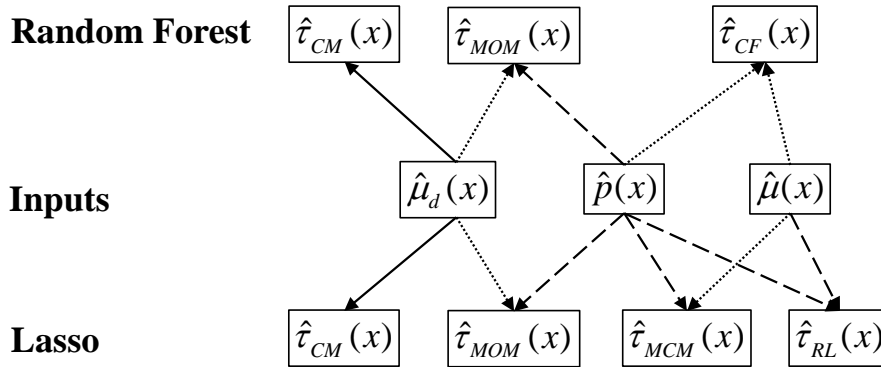 Random Forest τ̂_CM(x) τ̂_MOM(x) τ̂_CF(x)
Inputs μ̂_d(x) p̂(x) μ̂(x)
Lasso τ̂_CM(x) τ̂_MOM(x) τ̂_MCM(x) τ̂_RL(x)